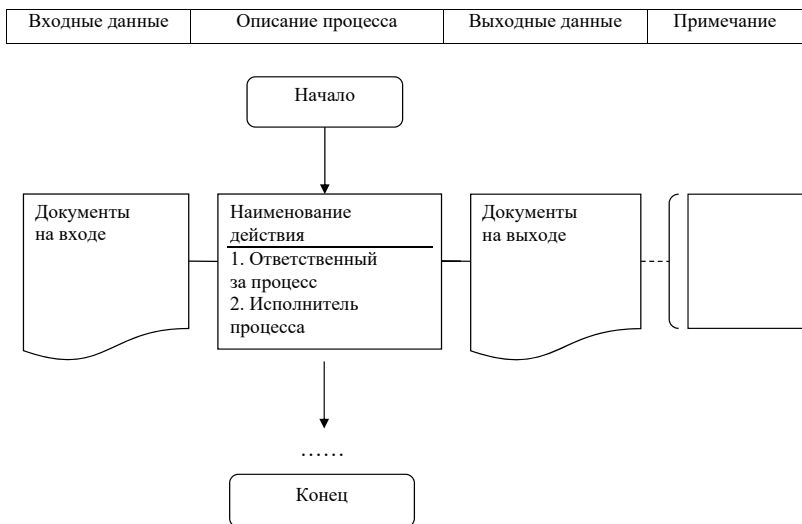 Входные данные
Описание процесса
Выходные данные
Примечание
Начало
Документы
на входе
Наименование
действия
1. Ответственный
за процесс
2. Исполнитель
процесса
Документы
на выходе
……
Конец